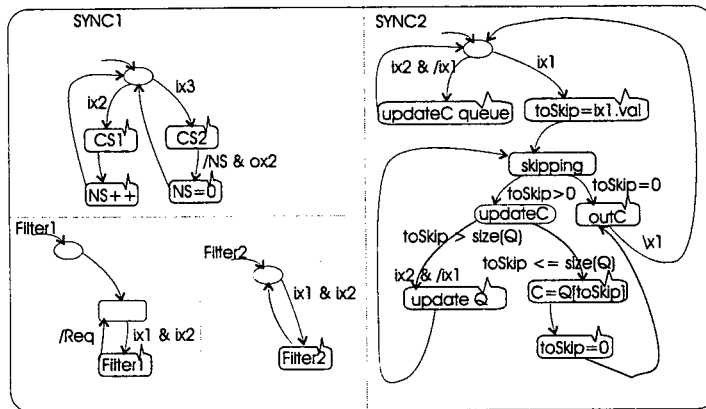 SYNC1
ix2
ix3
CS1
CS2
/NS & ox2
NS++
NS=0
SYNC2
ix2 & /ix1
ix1
updateC queue
toSkip=ix1.val
skipping
toSkip>0
toSkip=0
updateC
outC
toSkip > size(Q)
\x1
toSkip <= size(Q)
ix2 & /ix1
update Q
C=Q[toSkip]
toSkip=0
Filter1
/Req
ix1 & ix2
Filter1
Filter2
ix1 & ix2
Filter2